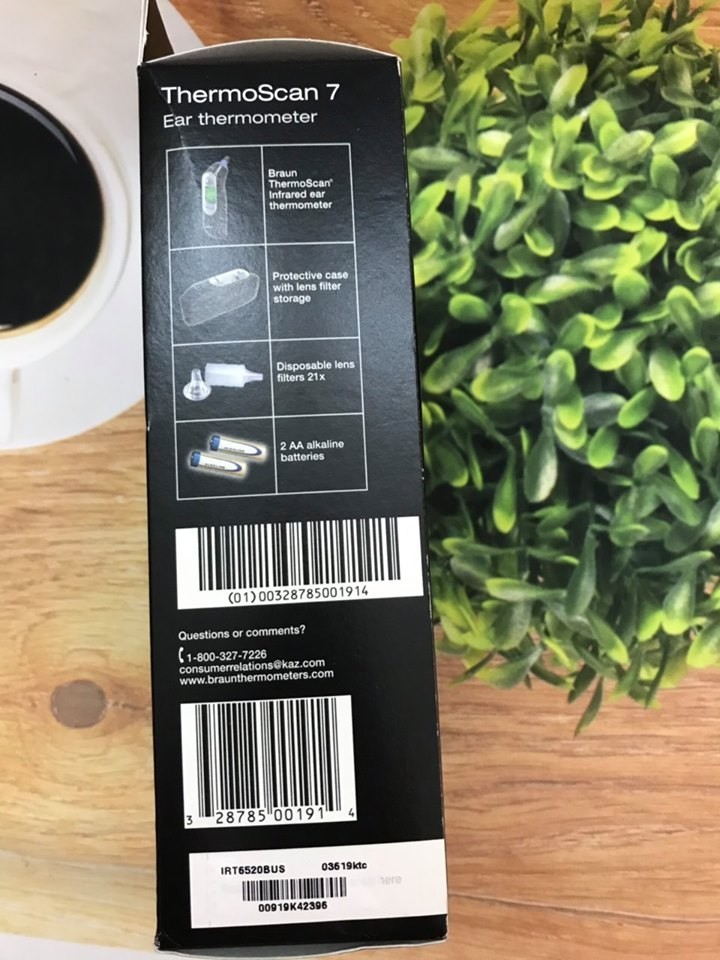 ThermoScan 7
Ear thermometer
Braun
ThermoScan®
Infrared ear
thermometer
Protective case
with lens filter
storage
Disposable lens
filters 21x
2 AA alkaline
batteries
(01)00328785001914
Questions or comments?
1-800-327-7226
consumerrelations@kaz.com
www.braunthermometers.com
3 28785 00191 4
IRT6520BUS 03619ktc
here
00919K42396